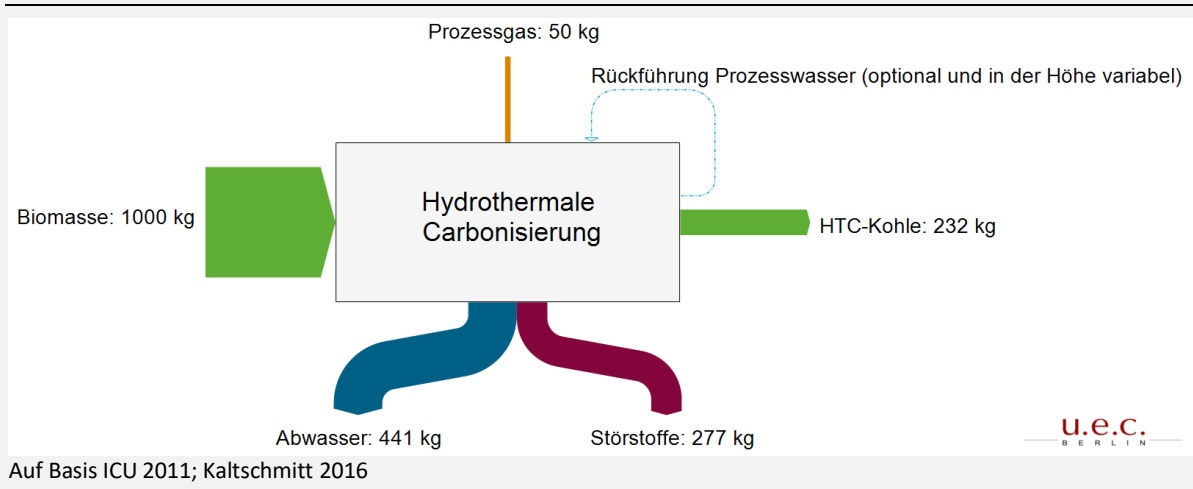 Prozessgas: 50 kg
Rückführung Prozesswasser (optional und in der Höhe variabel)
Biomasse: 1000 kg
Hydrothermale
Carbonisierung
HTC-Kohle: 232 kg
Abwasser: 441 kg
Störstoffe: 277 kg
u.e.c.
BERLIN
Auf Basis ICU 2011; Kaltschmitt 2016